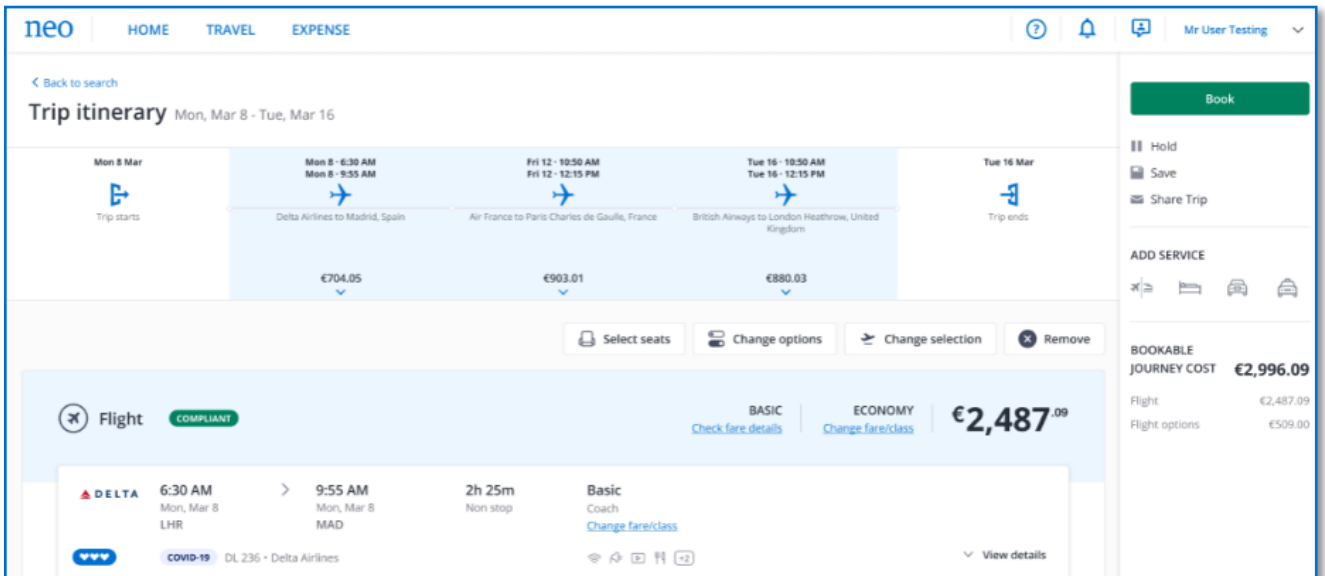 neo HOME TRAVEL EXPENSE ? Mr User Testing
Back to search
Trip itinerary Mon, Mar 8 - Tue, Mar 16
Mon 8 Mar
Trip starts
Mon 8 - 6:30 AM
Mon 8 - 9:55 AM
Delta Airlines to Madrid, Spain
€704.05
Fri 12 - 10:50 AM
Fri 12 - 12:15 PM
Air France to Paris Charles de Gaulle, France
€903.01
Tue 16 - 10:50 AM
Tue 16 - 12:15 PM
British Airways to London Heathrow, United
Kingdom
€880.03
Tue 16 Mar
Trip ends
Select seats Change options Change selection Remove
Flight COMPLIANT
BASIC
Check fare details
ECONOMY
Change fare/class
€2,487.09
DELTA
6:30 AM
Mon, Mar 8
LHR
9:55 AM
Mon, Mar 8
MAD
2h 25m
Non stop
Basic
Coach
Change fare/class
COVID-19 DL 236 • Delta Airlines
+2
View details
Book
Hold
Save
Share Trip
ADD SERVICE
BOOKABLE
JOURNEY COST €2,996.09
Flight €2,487.09
Flight options €509.00